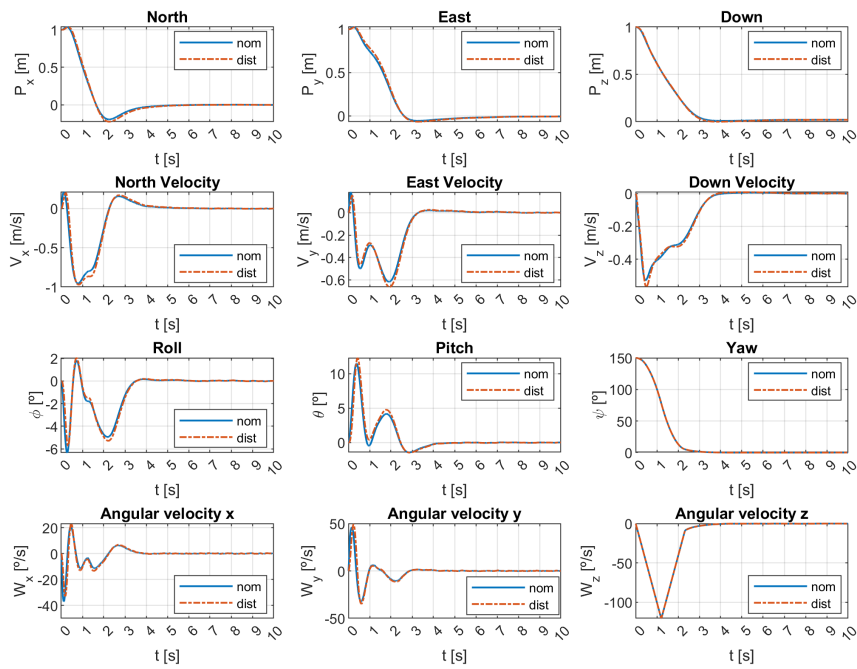 North
East
Down
P_x [m]
1
0.5
0
nom
dist
0 1 2 3 4 5 6 7 8 9 10
t [s]
P_y [m]
1
0.5
0
nom
dist
0 1 2 3 4 5 6 7 8 9 10
t [s]
P_z [m]
1
0.5
0
nom
dist
0 1 2 3 4 5 6 7 8 9 10
t [s]
North Velocity
East Velocity
Down Velocity
V_x [m/s]
0
-0.5
-1
nom
dist
0 1 2 3 4 5 6 7 8 9 10
t [s]
V_y [m/s]
0
-0.2
-0.4
-0.6
nom
dist
0 1 2 3 4 5 6 7 8 9 10
t [s]
V_z [m/s]
0
-0.2
-0.4
nom
dist
0 1 2 3 4 5 6 7 8 9 10
t [s]
Roll
Pitch
Yaw
ϕ [º]
2
0
-2
-4
-6
nom
dist
0 1 2 3 4 5 6 7 8 9 10
t [s]
θ [º]
10
5
0
nom
dist
0 1 2 3 4 5 6 7 8 9 10
t [s]
ψ [º]
150
100
50
0
nom
dist
0 1 2 3 4 5 6 7 8 9 10
t [s]
Angular velocity x
Angular velocity y
Angular velocity z
W_x [º/s]
20
0
-20
-40
nom
dist
0 1 2 3 4 5 6 7 8 9 10
t [s]
W_y [º/s]
50
0
-50
nom
dist
0 1 2 3 4 5 6 7 8 9 10
t [s]
W_z [º/s]
0
-50
-100
nom
dist
0 1 2 3 4 5 6 7 8 9 10
t [s]